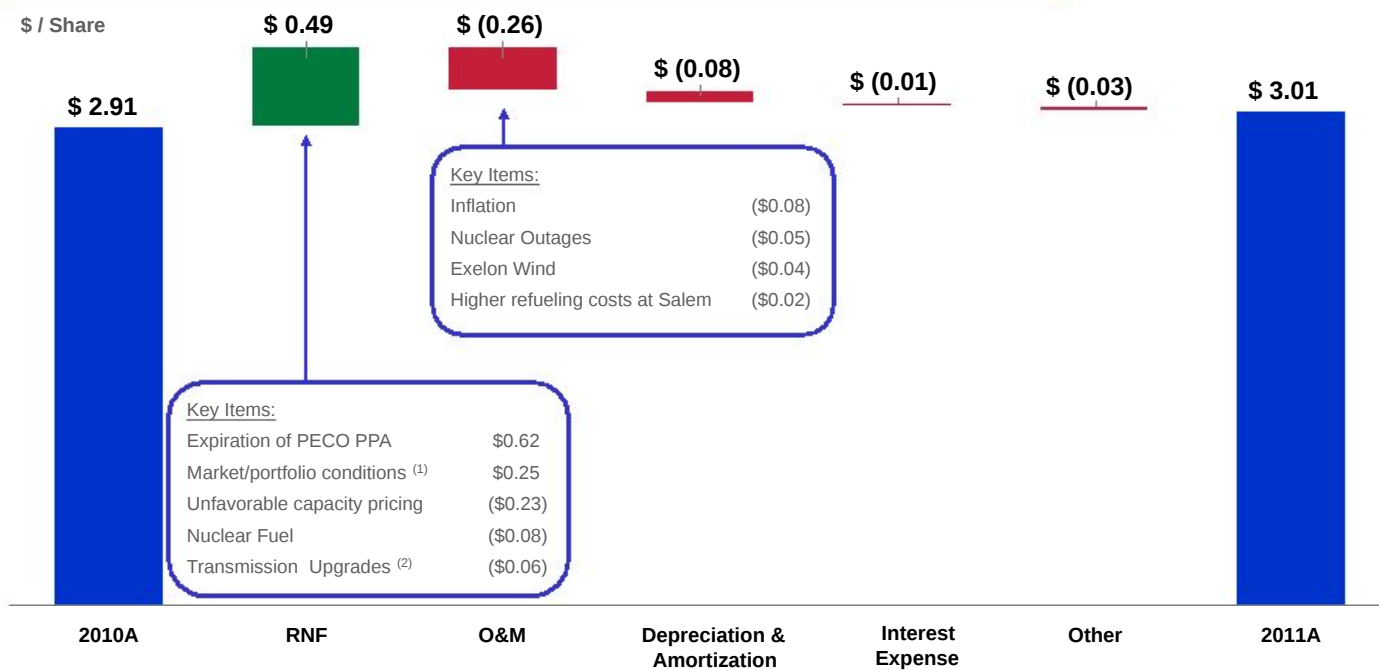 $ / Share
$ 2.91
$ 0.49
$ (0.26)
$ (0.08)
$ (0.01)
$ (0.03)
$ 3.01
Key Items:
Inflation ($0.08)
Nuclear Outages ($0.05)
Exelon Wind ($0.04)
Higher refueling costs at Salem ($0.02)
Key Items:
Expiration of PECO PPA $0.62
Market/portfolio conditions (1) $0.25
Unfavorable capacity pricing ($0.23)
Nuclear Fuel ($0.08)
Transmission Upgrades (2) ($0.06)
2010A
RNF
O&M
Depreciation &
Amortization
Interest
Expense
Other
2011A